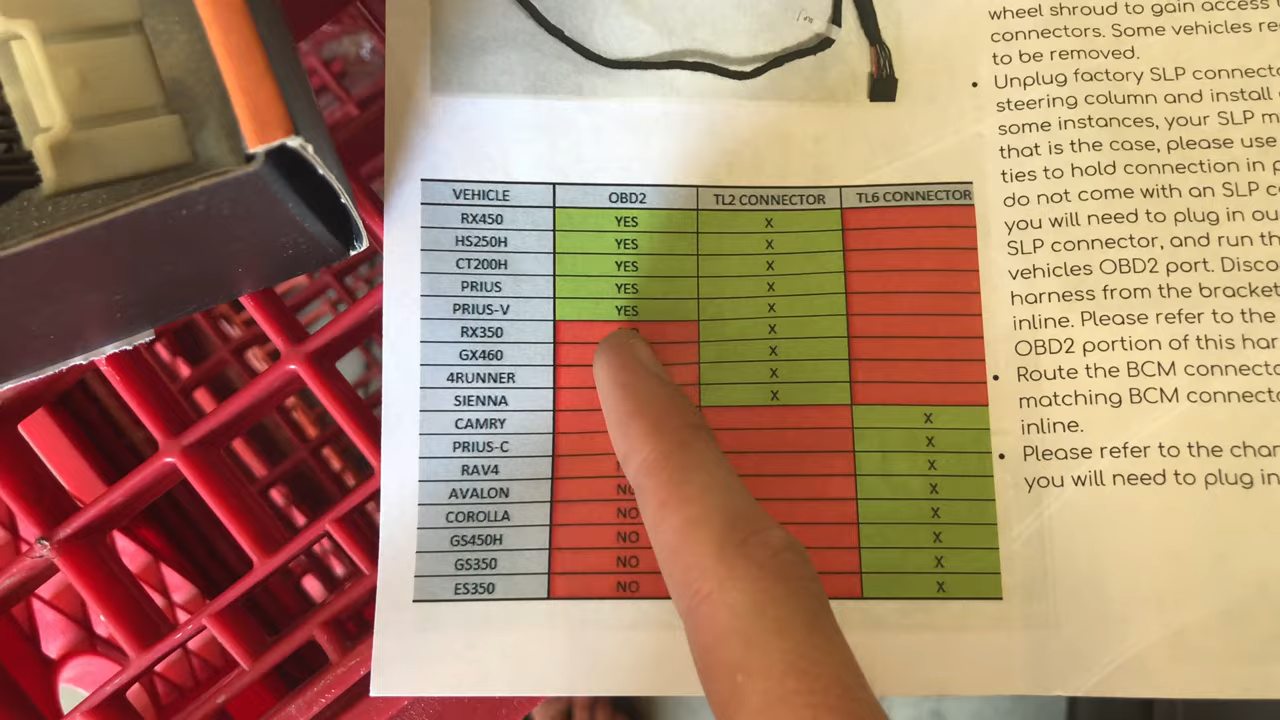 wheel shroud to gain access
connectors. Some vehicles re
to be removed.
• Unplug factory SLP connecto
steering column and install
some instances, your SLP m
that is the case, please use
ties to hold connection in p
do not come with an SLP c
you will need to plug in ou
SLP connector, and run th
vehicles OBD2 port. Disco
harness from the bracket
inline. Please refer to the
OBD2 portion of this har
• Route the BCM connecto
matching BCM connecto
inline.
• Please refer to the char
you will need to plug in
VEHICLE OBD2 TL2 CONNECTOR TL6 CONNECTOR
RX450 YES X
HS250H YES X
CT200H YES X
PRIUS YES X
PRIUS-V YES X
RX350 X
GX460 X
4RUNNER X
SIENNA X
CAMRY X
PRIUS-C X
RAV4 X
AVALON NO X
COROLLA NO X
GS450H NO X
GS350 NO X
ES350 NO X